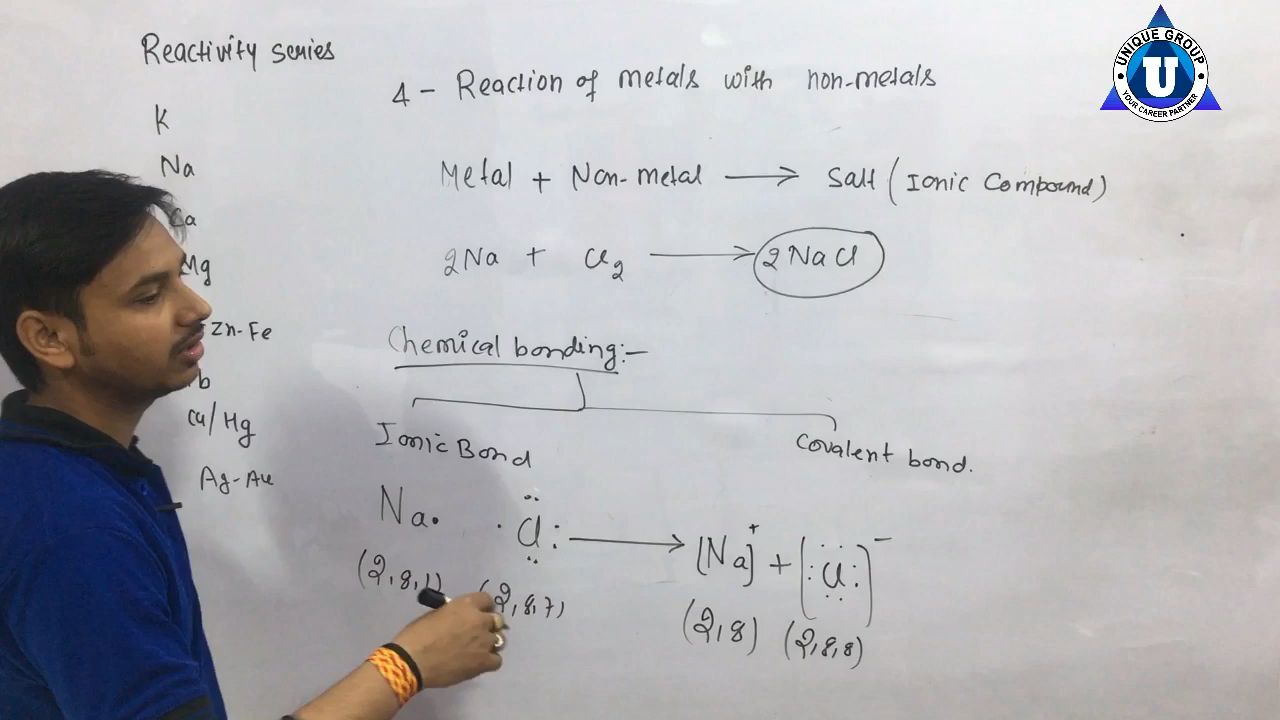 Reactivity series
K
Na
Ca
Mg
Zn-Fe
b
Cu/Hg
Ag-Au
4 - Reaction of metals with non-metals
Metal + Non-metal → Salt (Ionic Compound)
2Na + Cl2 → 2NaCl
Chemical bonding:-
Ionic Bond
Covalent bond.
Na. .Cl: → [Na]+ + [:Cl:]-
(2,8,1) (2,8,7) (2,8) (2,8,8)
UNIQUE GROUP
U
YOUR CAREER PARTNER